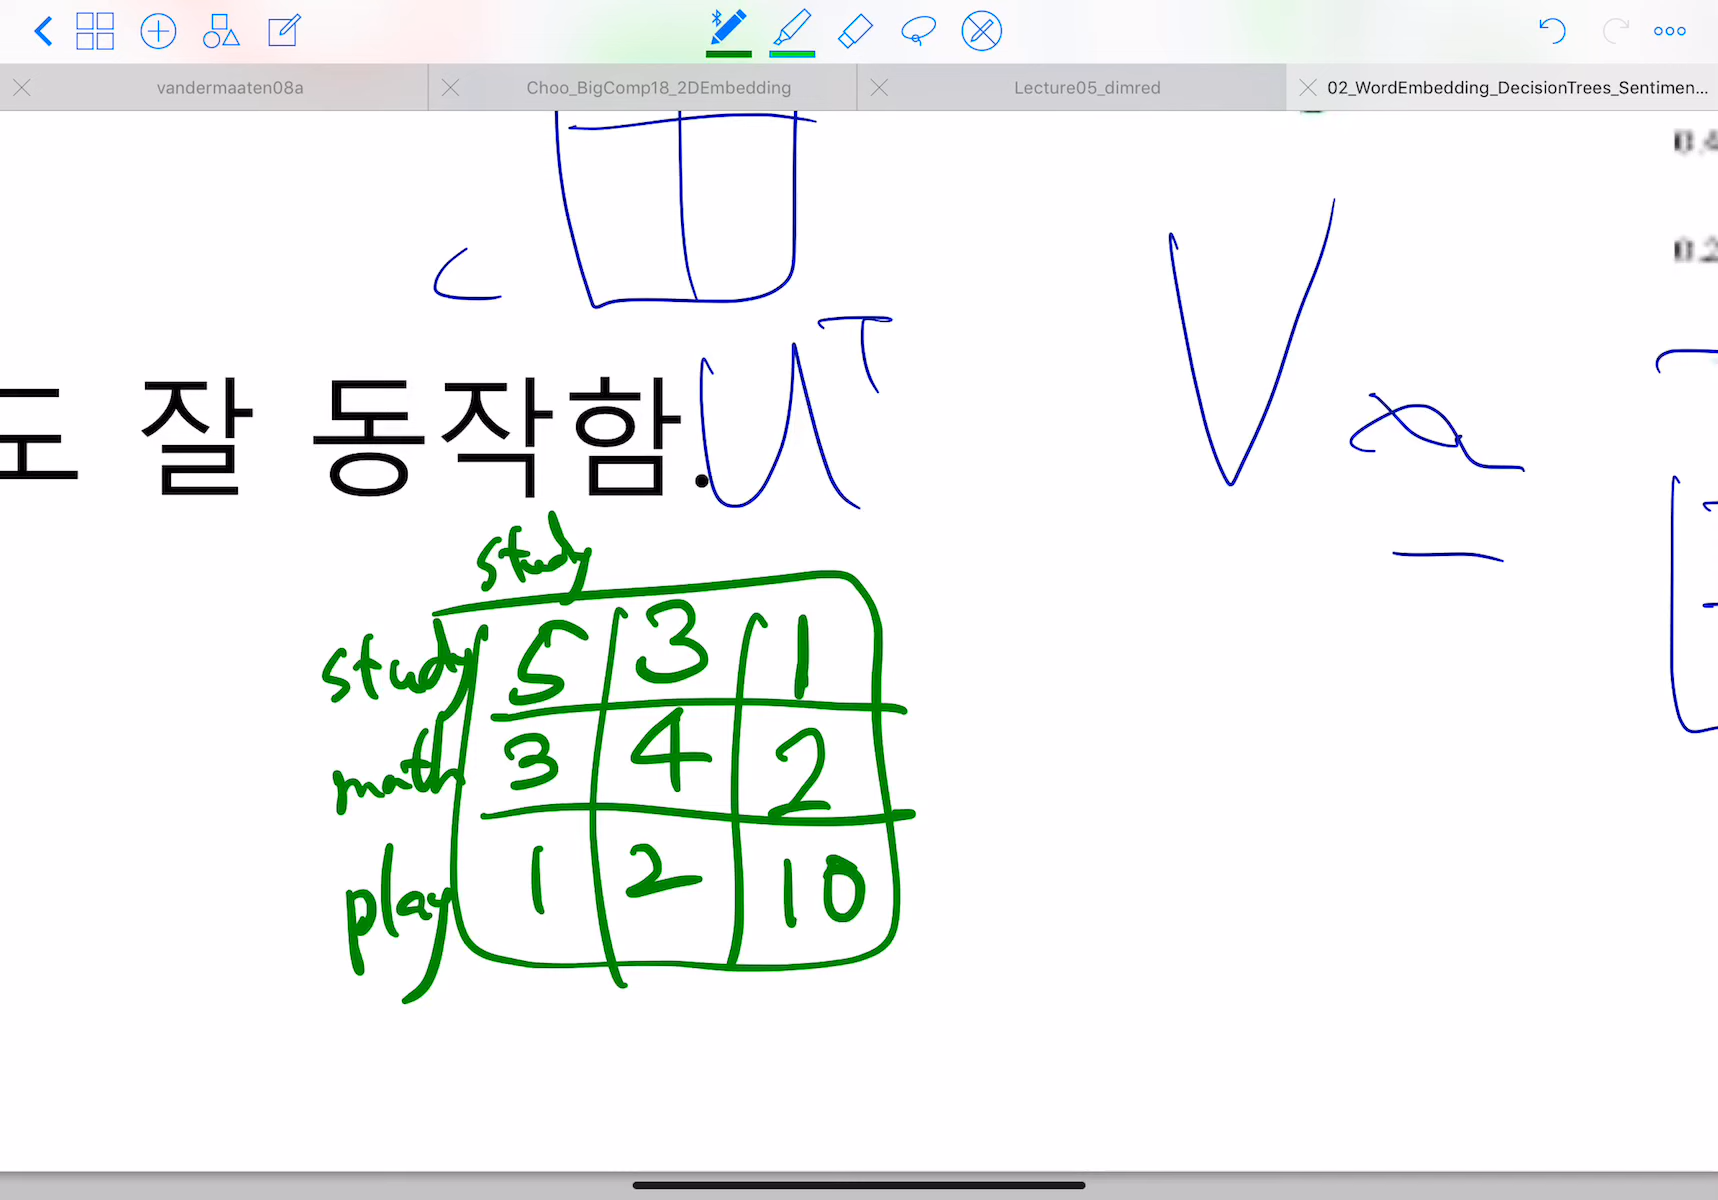 vandermaaten08a
Choo_BigComp18_2DEmbedding
Lecture05_dimred
02_WordEmbedding_DecisionTrees_Sentimen...
U T
V
도 잘 동작함.
study
study 5 3 1
math 3 4 2
play 1 2 10